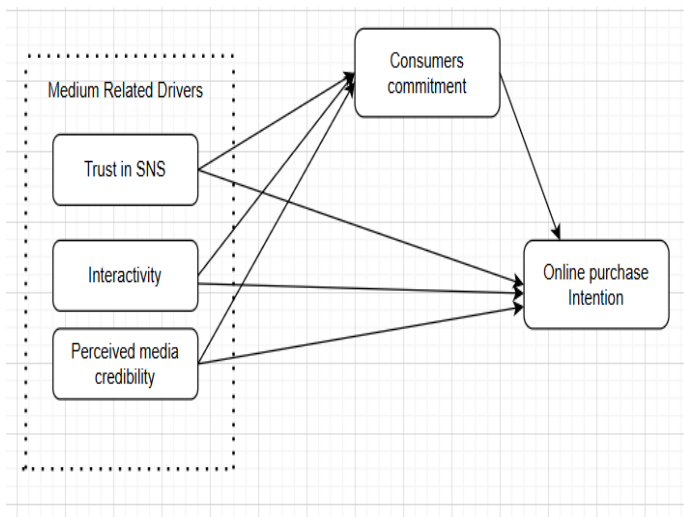 Consumers
commitment
Medium Related Drivers
Trust in SNS
Interactivity
Online purchase
Intention
Perceived media
credibility